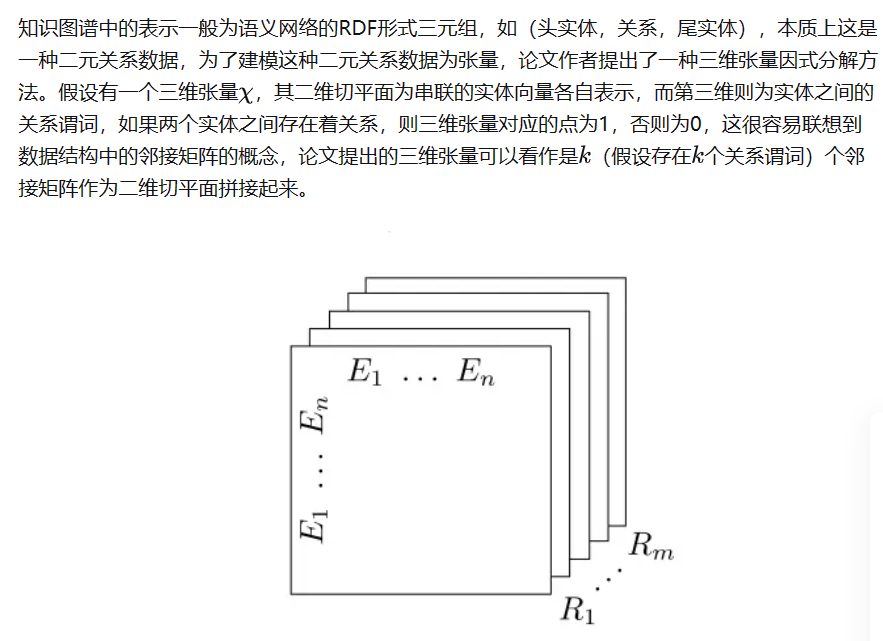 知识图谱中的表示一般为语义网络的RDF形式三元组，如（头实体，关系，尾实体），本质上这是
一种二元关系数据，为了建模这种二元关系数据为张量，论文作者提出了一种三维张量因式分解方
法。假设有一个三维张量χ，其二维切平面为串联的实体向量各自表示，而第三维则为实体之间的
关系谓词，如果两个实体之间存在着关系，则三维张量对应的点为1，否则为0，这很容易联想到
数据结构中的邻接矩阵的概念，论文提出的三维张量可以看作是k（假设存在k个关系谓词）个邻
接矩阵作为二维切平面拼接起来。
E₁ … Eₙ
E₁ … Eₙ
R₁ … Rₘ